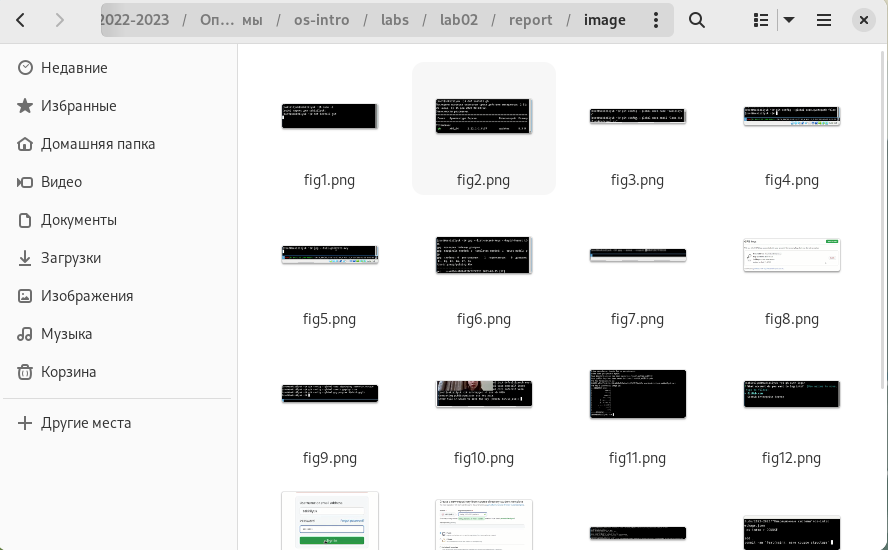 2022-2023 / Оп… мы / os-intro / labs / lab02 / report / image
Недавние
Избранные
Домашняя папка
Видео
Документы
Загрузки
Изображения
Музыка
Корзина
Другие места
fig1.png fig2.png fig3.png fig4.png
fig5.png fig6.png fig7.png fig8.png
fig9.png fig10.png fig11.png fig12.png